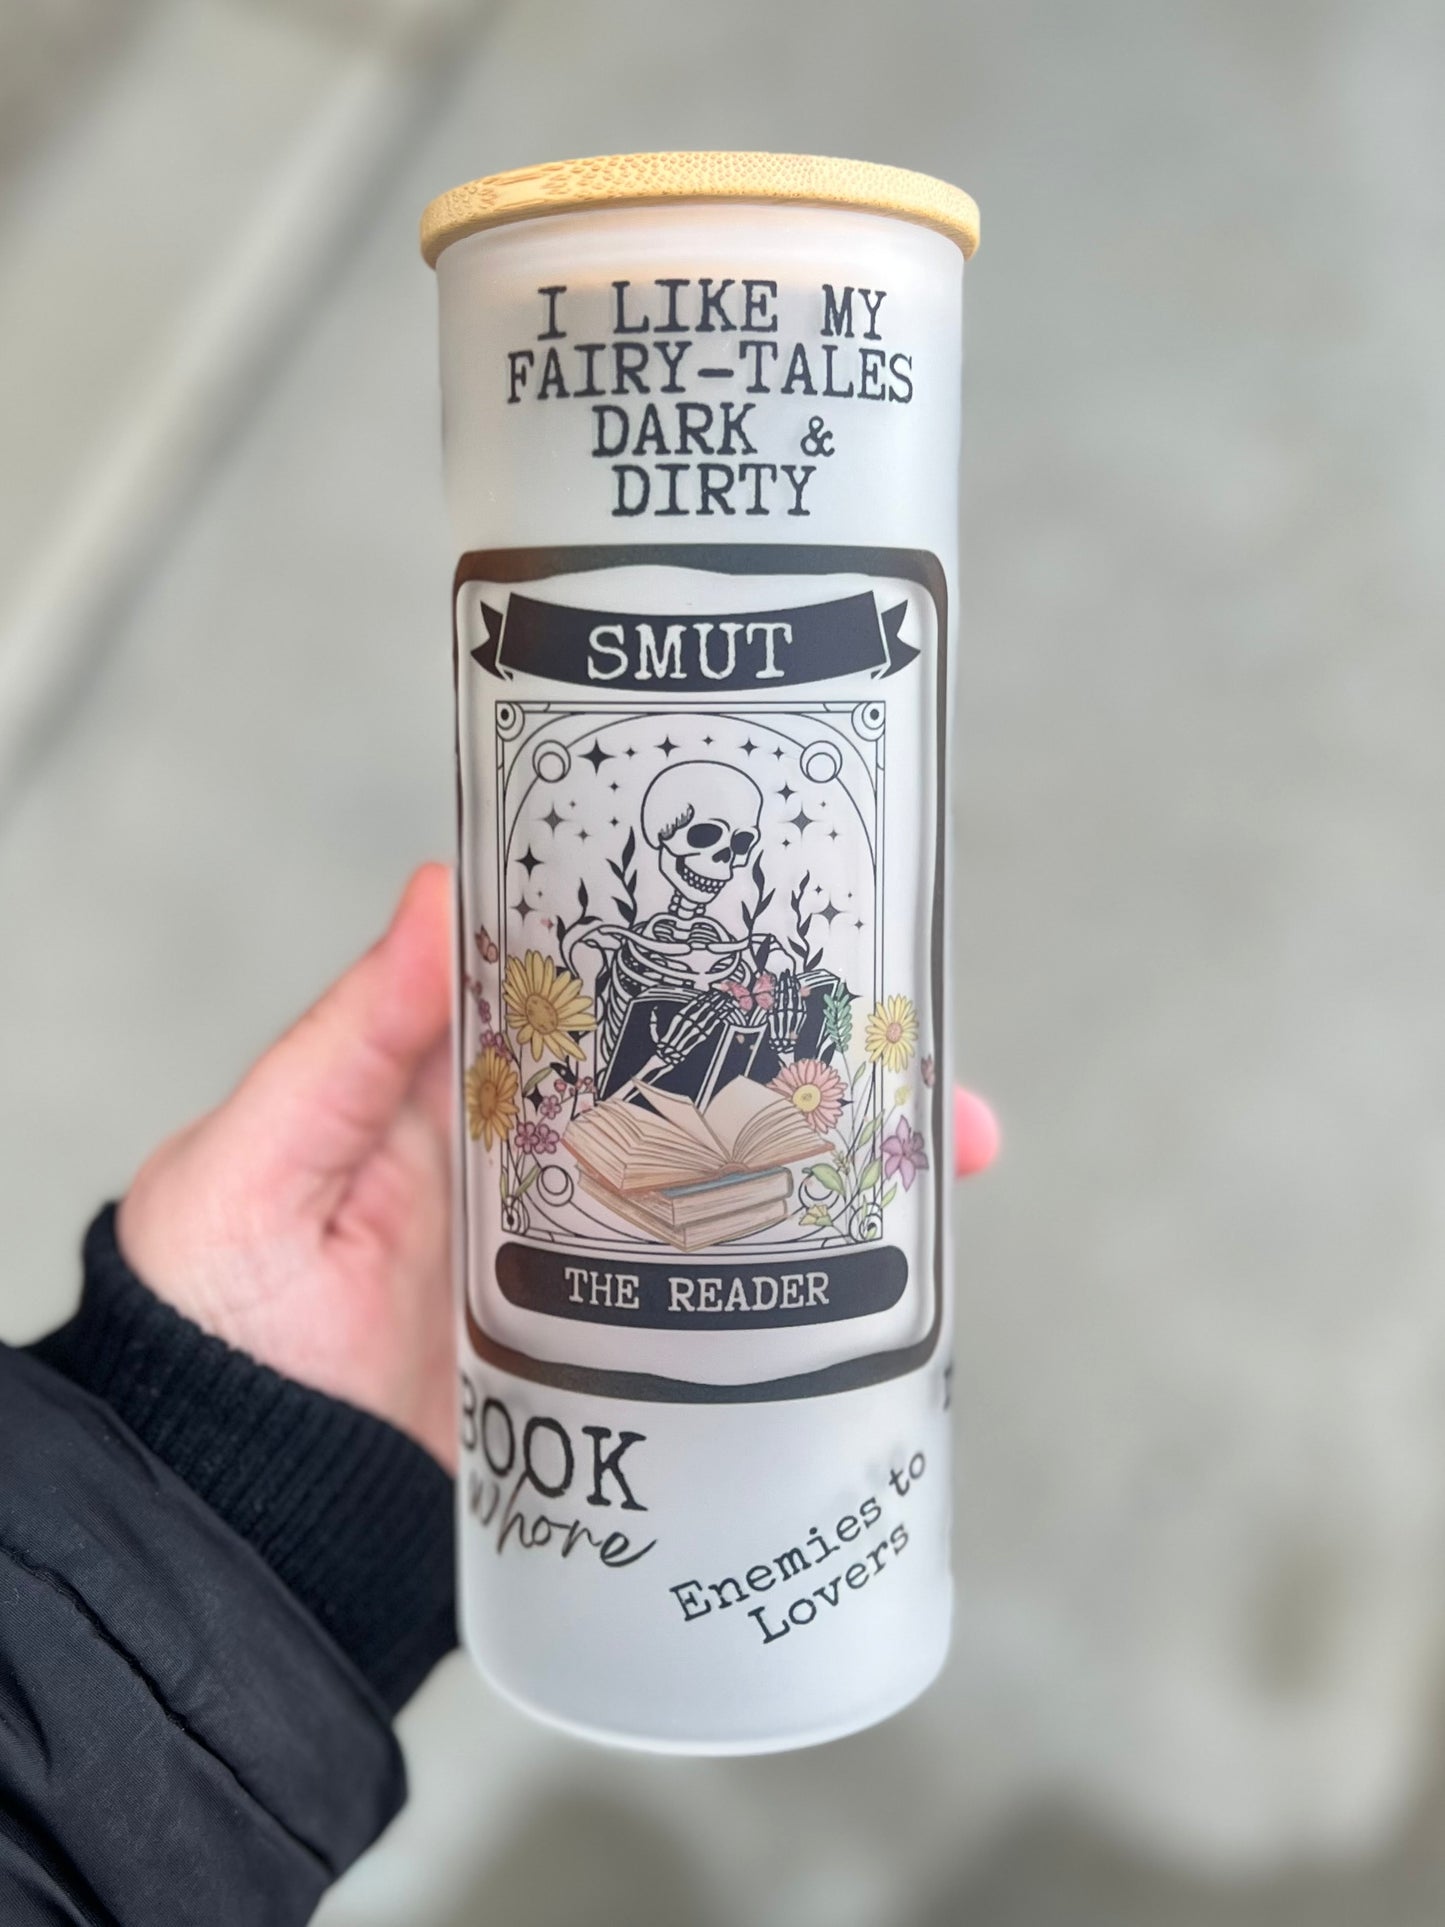 I LIKE MY
FAIRY-TALES
DARK &
DIRTY
SMUT
THE READER
BOOK
whore
Enemies to
Lovers